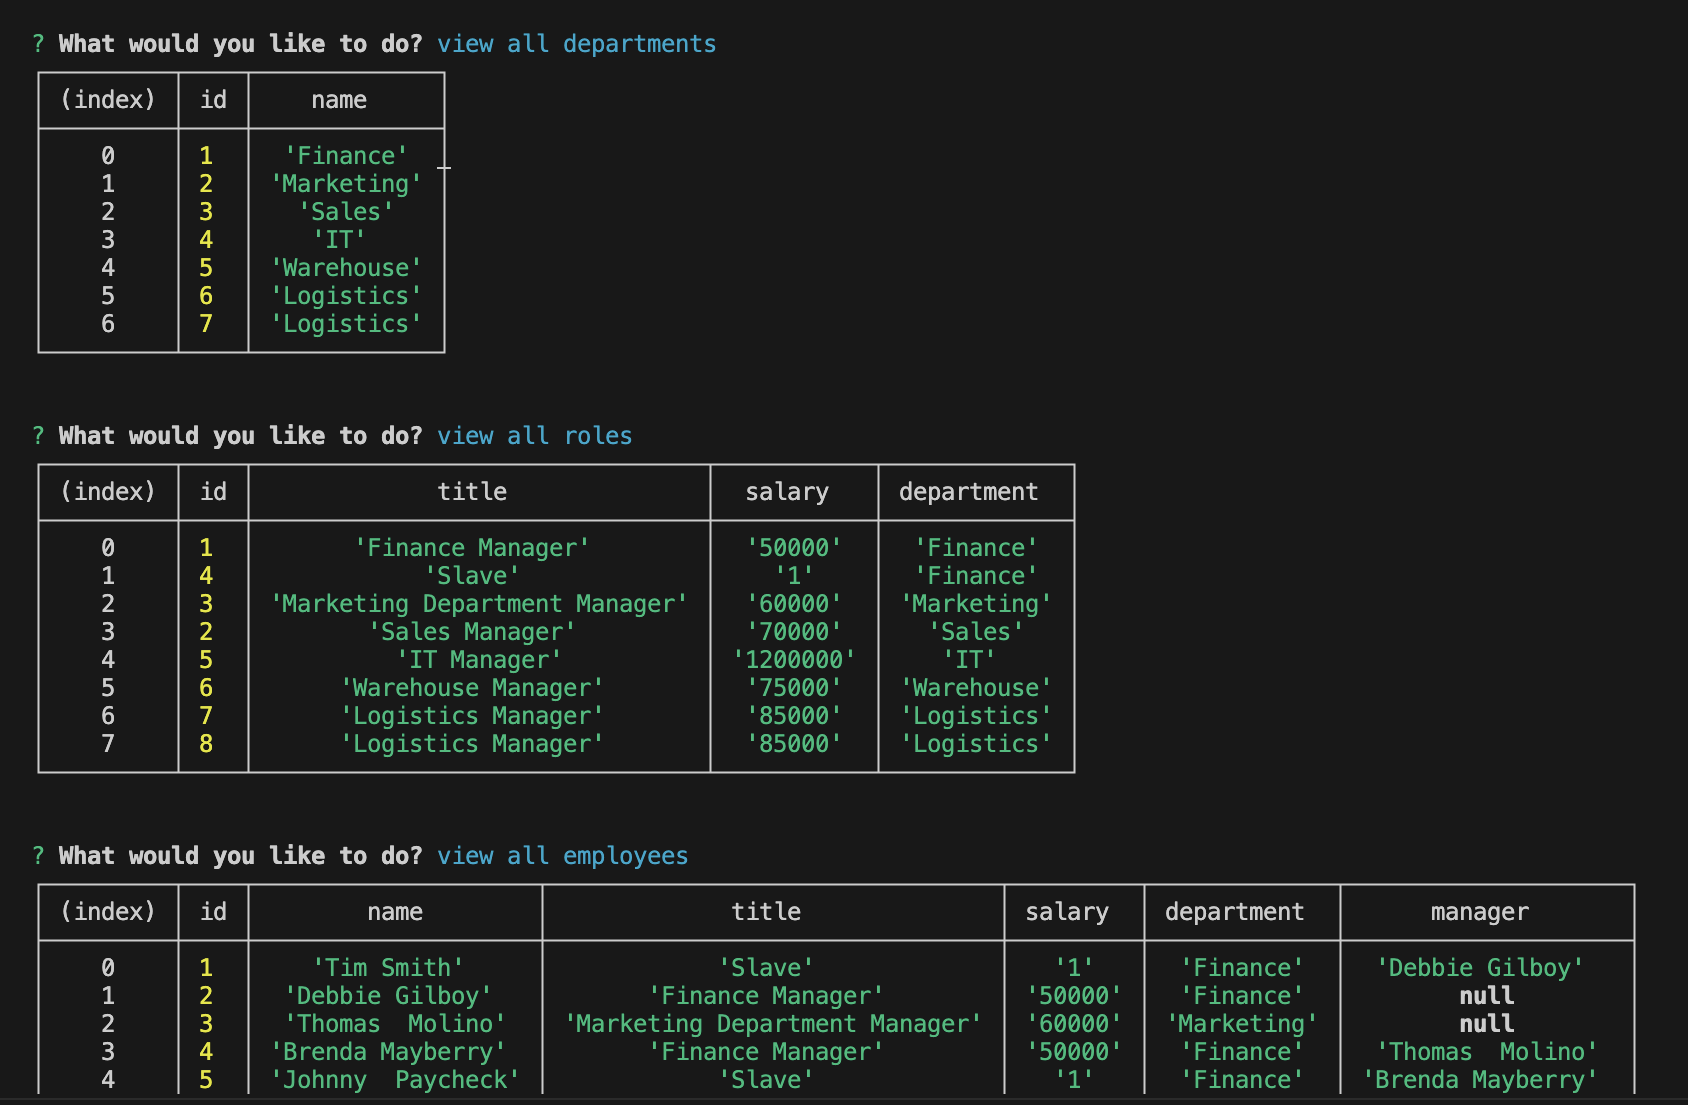 ? What would you like to do? view all departments
(index) id name
0 1 'Finance'
1 2 'Marketing'
2 3 'Sales'
3 4 'IT'
4 5 'Warehouse'
5 6 'Logistics'
6 7 'Logistics'
? What would you like to do? view all roles
(index) id title salary department
0 1 'Finance Manager' '50000' 'Finance'
1 4 'Slave' '1' 'Finance'
2 3 'Marketing Department Manager' '60000' 'Marketing'
3 2 'Sales Manager' '70000' 'Sales'
4 5 'IT Manager' '1200000' 'IT'
5 6 'Warehouse Manager' '75000' 'Warehouse'
6 7 'Logistics Manager' '85000' 'Logistics'
7 8 'Logistics Manager' '85000' 'Logistics'
? What would you like to do? view all employees
(index) id name title salary department manager
0 1 'Tim Smith' 'Slave' '1' 'Finance' 'Debbie Gilboy'
1 2 'Debbie Gilboy' 'Finance Manager' '50000' 'Finance' null
2 3 'Thomas  Molino' 'Marketing Department Manager' '60000' 'Marketing' null
3 4 'Brenda Mayberry' 'Finance Manager' '50000' 'Finance' 'Thomas  Molino'
4 5 'Johnny  Paycheck' 'Slave' '1' 'Finance' 'Brenda Mayberry'